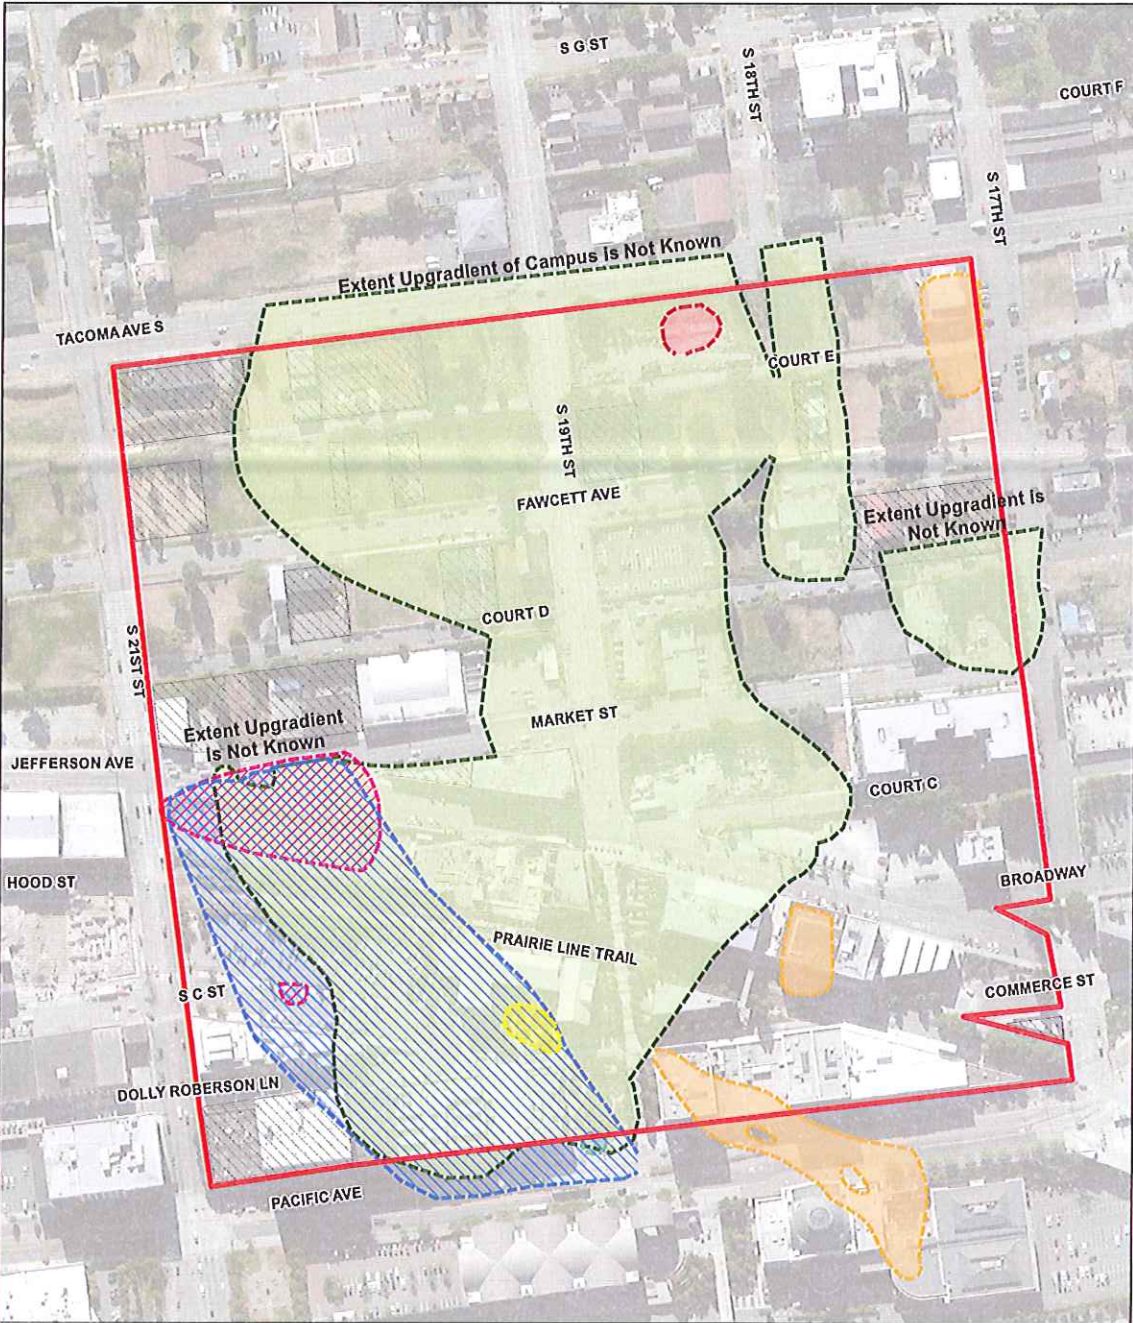 S G ST
S 18TH ST
COURT F
S 17TH ST
Extent Upgradient of Campus is Not Known
TACOMA AVE S
COURT E
S 19TH ST
FAWCETT AVE
Extent Upgradient is
Not Known
COURT D
S 21ST ST
MARKET ST
Extent Upgradient
is Not Known
JEFFERSON AVE
COURT C
HOOD ST
BROADWAY
PRAIRIE LINE TRAIL
S C ST
COMMERCE ST
DOLLY ROBERSON LN
PACIFIC AVE